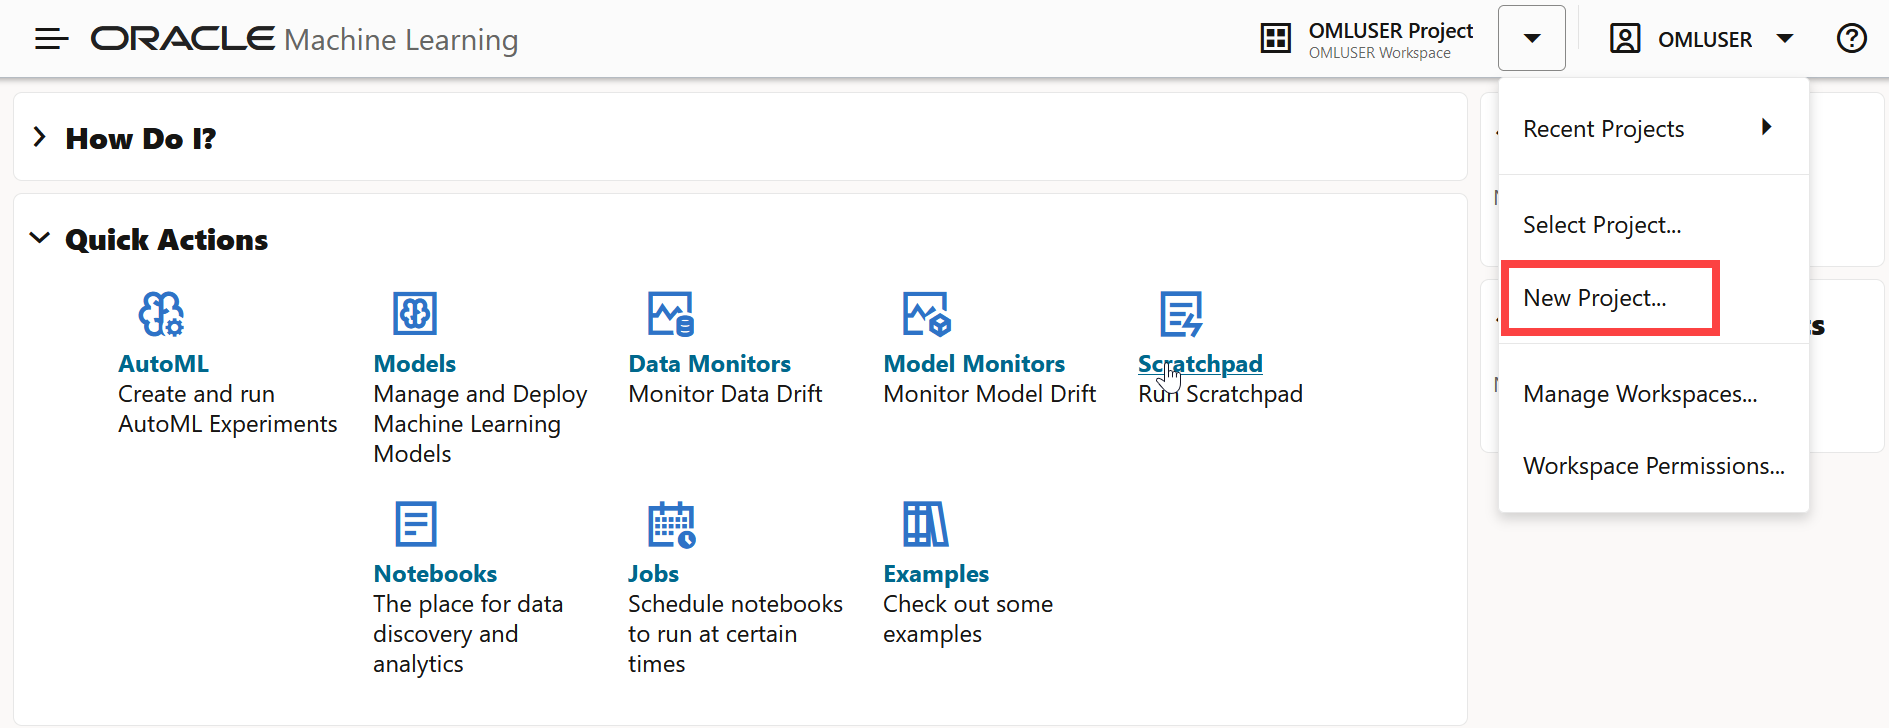 ORACLE Machine Learning
OMLUSER Project
OMLUSER Workspace
OMLUSER
How Do I?
Quick Actions
AutoML
Create and run
AutoML Experiments
Models
Manage and Deploy
Machine Learning
Models
Data Monitors
Monitor Data Drift
Model Monitors
Monitor Model Drift
Scratchpad
Run Scratchpad
Notebooks
The place for data
discovery and
analytics
Jobs
Schedule notebooks
to run at certain
times
Examples
Check out some
examples
Recent Projects
Select Project...
New Project...
Manage Workspaces...
Workspace Permissions...